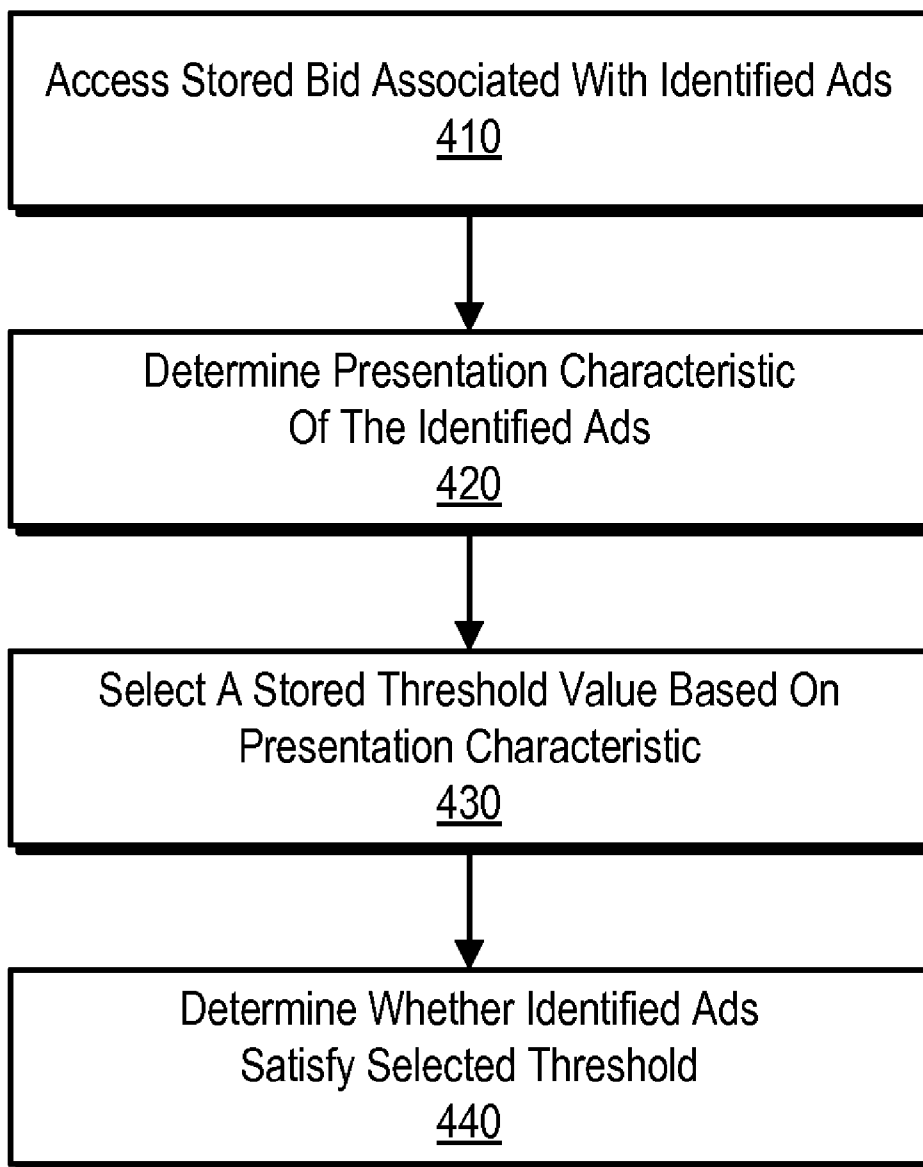 Access Stored Bid Associated With Identified Ads
410
Determine Presentation Characteristic
Of The Identified Ads
420
Select A Stored Threshold Value Based On
Presentation Characteristic
430
Determine Whether Identified Ads
Satisfy Selected Threshold
440